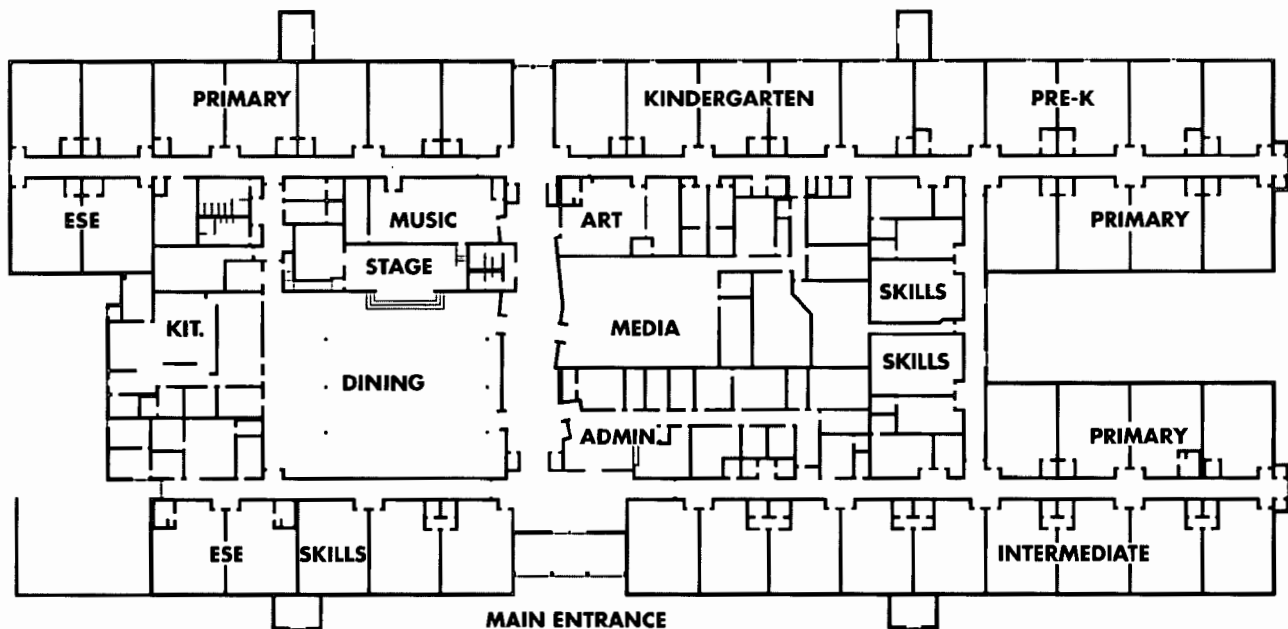 PRIMARY
KINDERGARTEN
PRE-K
ESE
MUSIC
ART
PRIMARY
STAGE
SKILLS
KIT.
MEDIA
SKILLS
DINING
ADMIN.
PRIMARY
ESE
SKILLS
INTERMEDIATE
MAIN ENTRANCE